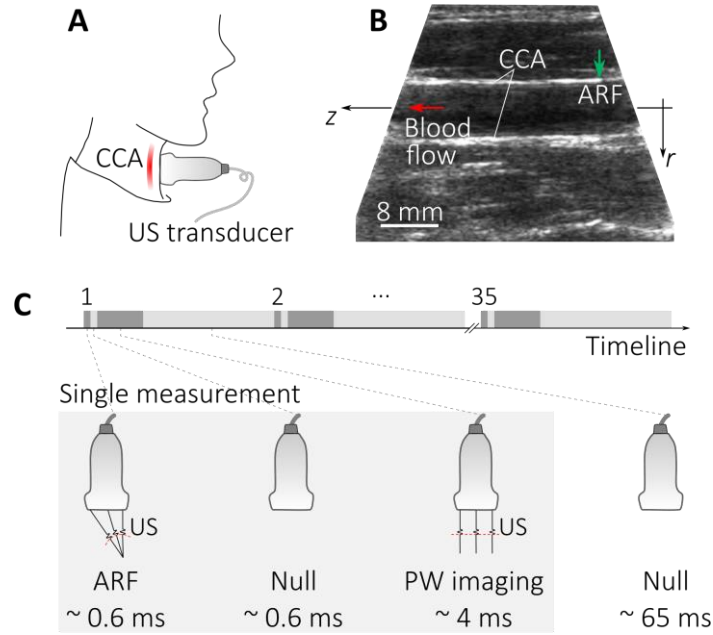 A
CCA
US transducer
B
CCA
ARF
z
Blood
flow
r
8 mm
C
1
2
...
35
Timeline
Single measurement
US
US
ARF
Null
PW imaging
Null
~ 0.6 ms
~ 0.6 ms
~ 4 ms
~ 65 ms